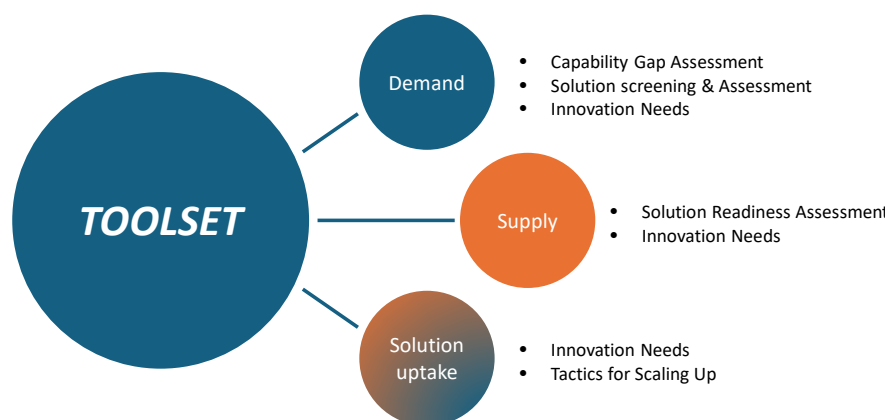 TOOLSET
Demand
• Capability Gap Assessment
• Solution screening & Assessment
• Innovation Needs
Supply
• Solution Readiness Assessment
• Innovation Needs
Solution
uptake
• Innovation Needs
• Tactics for Scaling Up